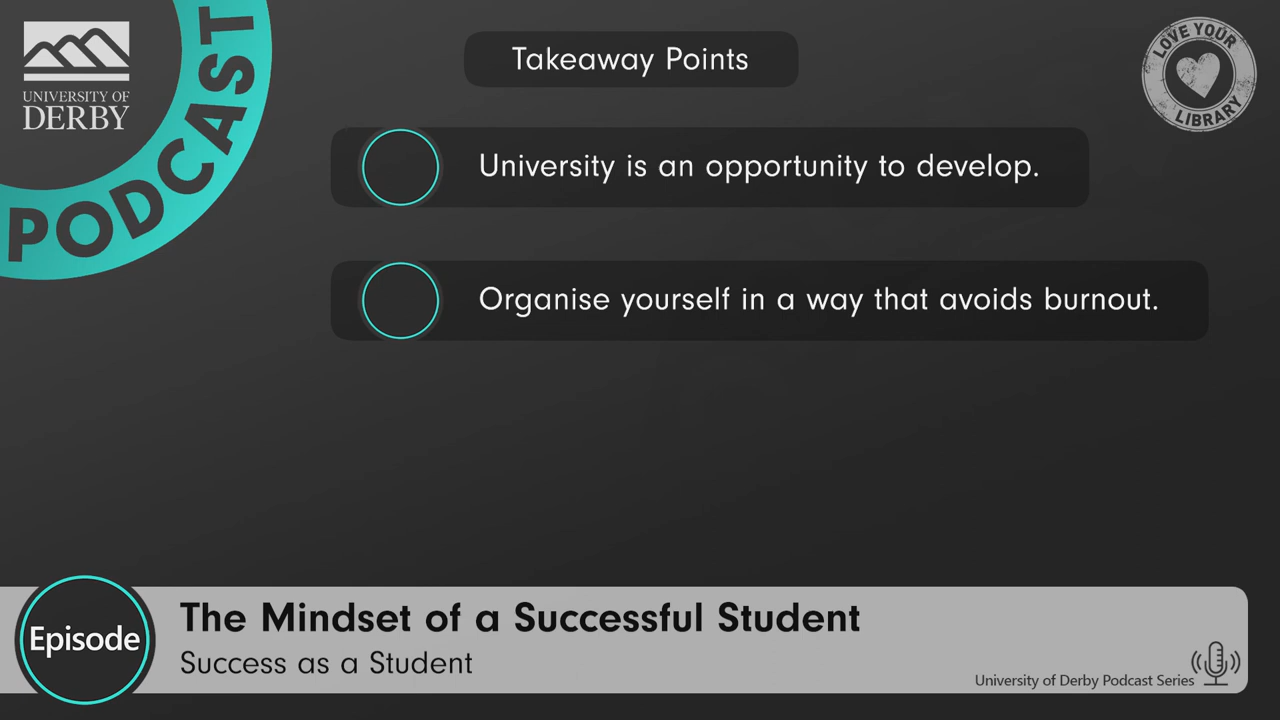 UNIVERSITY OF
DERBY
PODCAST
Takeaway Points
LOVE YOUR
LIBRARY
University is an opportunity to develop.
Organise yourself in a way that avoids burnout.
Episode
The Mindset of a Successful Student
Success as a Student
University of Derby Podcast Series